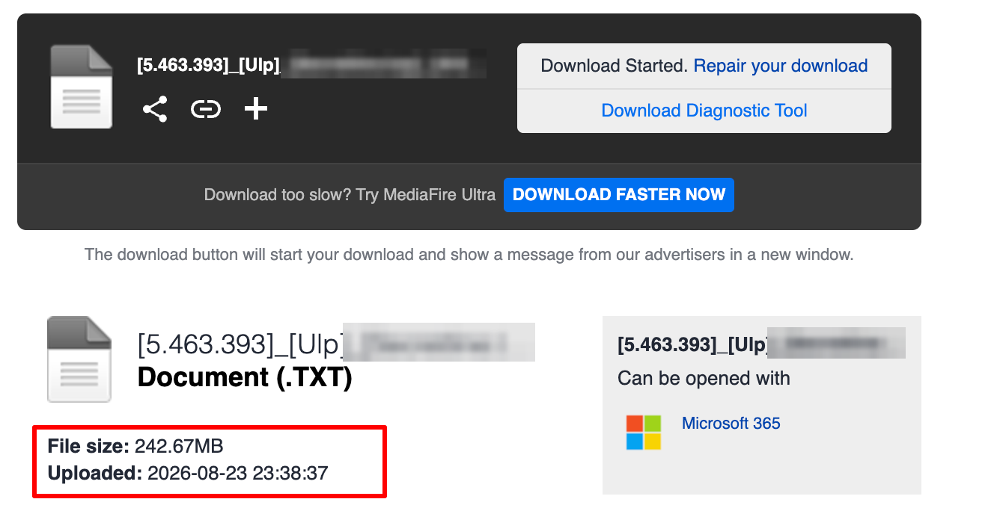 [5.463.393]_[Ulp]
Download Started. Repair your download
Download Diagnostic Tool
Download too slow? Try MediaFire Ultra DOWNLOAD FASTER NOW
The download button will start your download and show a message from our advertisers in a new window.
[5.463.393]_[Ulp]
Document (.TXT)
File size: 242.67MB
Uploaded: 2026-08-23 23:38:37
[5.463.393]_[Ulp]
Can be opened with
Microsoft 365